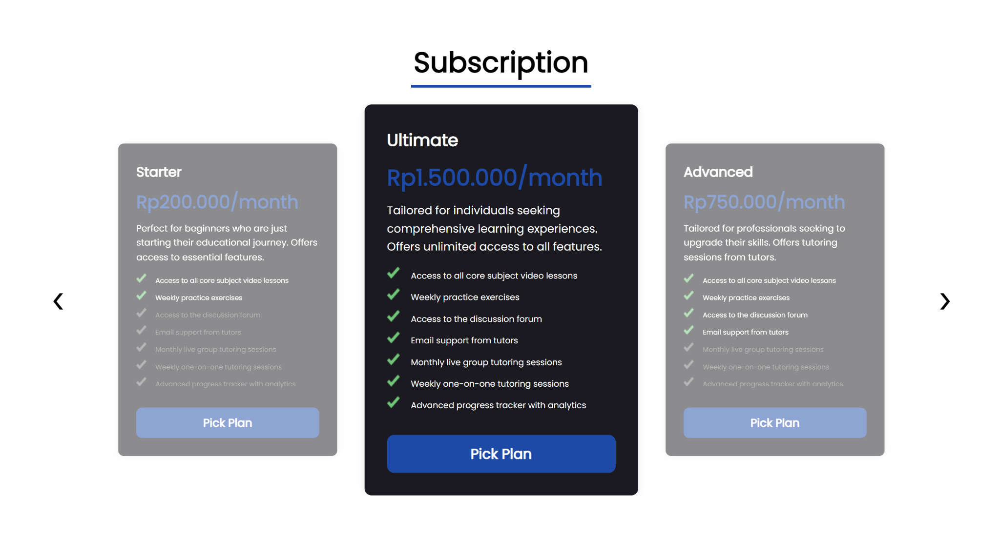 Subscription
Starter
Rp200.000/month
Perfect for beginners who are just
starting their educational journey. Offers
access to essential features.
Access to all core subject video lessons
Weekly practice exercises
Access to the discussion forum
Email support from tutors
Monthly live group tutoring sessions
Weekly one-on-one tutoring sessions
Advanced progress tracker with analytics
Pick Plan
Ultimate
Rp1.500.000/month
Tailored for individuals seeking
comprehensive learning experiences.
Offers unlimited access to all features.
Access to all core subject video lessons
Weekly practice exercises
Access to the discussion forum
Email support from tutors
Monthly live group tutoring sessions
Weekly one-on-one tutoring sessions
Advanced progress tracker with analytics
Pick Plan
Advanced
Rp750.000/month
Tailored for professionals seeking to
upgrade their skills. Offers tutoring
sessions from tutors.
Access to all core subject video lessons
Weekly practice exercises
Access to the discussion forum
Email support from tutors
Monthly live group tutoring sessions
Weekly one-on-one tutoring sessions
Advanced progress tracker with analytics
Pick Plan